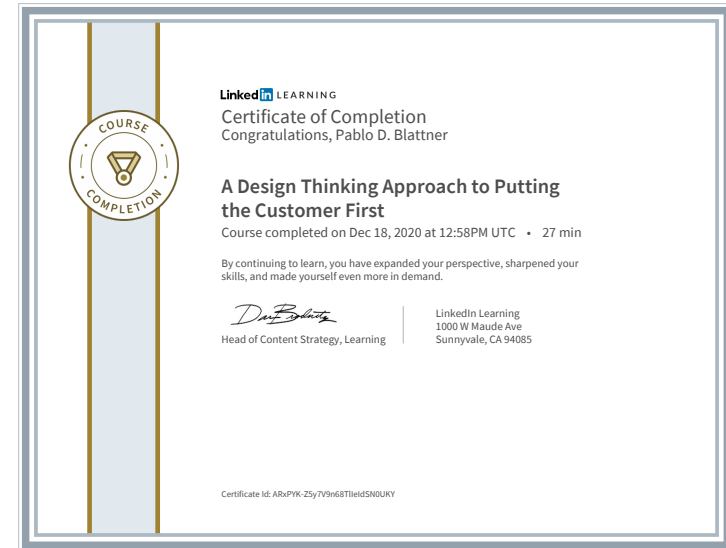 COURSE
COMPLETION
Linked in LEARNING
Certificate of Completion
Congratulations, Pablo D. Blattner
A Design Thinking Approach to Putting
the Customer First
Course completed on Dec 18, 2020 at 12:58PM UTC • 27 min
By continuing to learn, you have expanded your perspective, sharpened your
skills, and made yourself even more in demand.
Head of Content Strategy, Learning
LinkedIn Learning
1000 W Maude Ave
Sunnyvale, CA 94085
Certificate Id: